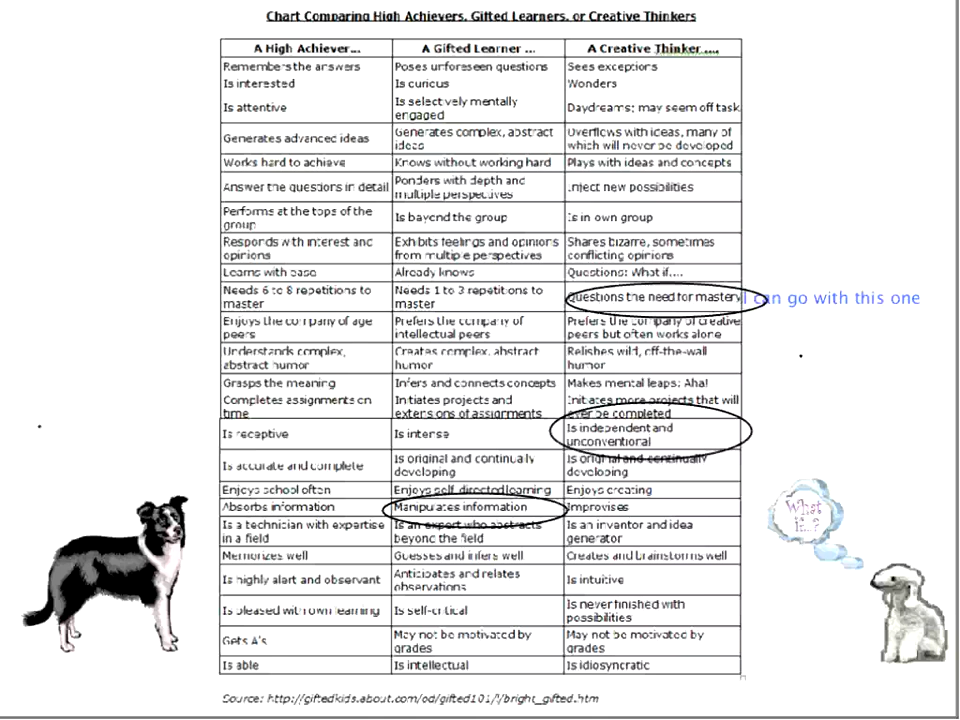 Chart Comparing High Achievers, Gifted Learners, or Creative Thinkers
A High Achiever... A Gifted Learner ... A Creative Thinker ....
Remembers the answers Poses unforeseen questions Sees exceptions
Is interested Is curious Wonders
Is attentive Is selectively mentally engaged Daydreams; may seem off task
Generates advanced ideas Generates complex, abstract ideas Overflows with ideas, many of which will never be developed
Works hard to achieve Knows without working hard Plays with ideas and concepts
Answer the questions in detail Ponders with depth and multiple perspectives Inject new possibilities
Performs at the tops of the group Is beyond the group Is in own group
Responds with interest and opinions Exhibits feelings and opinions from multiple perspectives Shares bizarre, sometimes conflicting opinions
Learns with ease Already knows Questions: What if....
Needs 6 to 8 repetitions to master Needs 1 to 3 repetitions to master Questions the need for mastery I can go with this one
Enjoys the company of age peers Prefers the company of intellectual peers Prefers the company of creative peers but often works alone
Understands complex, abstract humor Creates complex, abstract humor Relishes wild, off-the-wall humor
Grasps the meaning Infers and connects concepts Makes mental leaps: Aha!
Completes assignments on time Initiates projects and extensions of assignments Initiates more projects that will ever be completed
Is receptive Is intense Is independent and unconventional
Is accurate and complete Is original and continually developing Is original and continually developing
Enjoys school often Enjoys self-directed learning Enjoys creating
Absorbs information Manipulates information Improvises
Is a technician with expertise in a field Is an expert who abstracts beyond the field Is an inventor and idea generator
Memorizes well Guesses and infers well Creates and brainstorms well
Is highly alert and observant Anticipates and relates observations Is intuitive
Is pleased with own learning Is self-critical Is never finished with possibilities
Gets A's May not be motivated by grades May not be motivated by grades
Is able Is intellectual Is idiosyncratic
What
Source: http://giftedkids.about.com/od/gifted101/